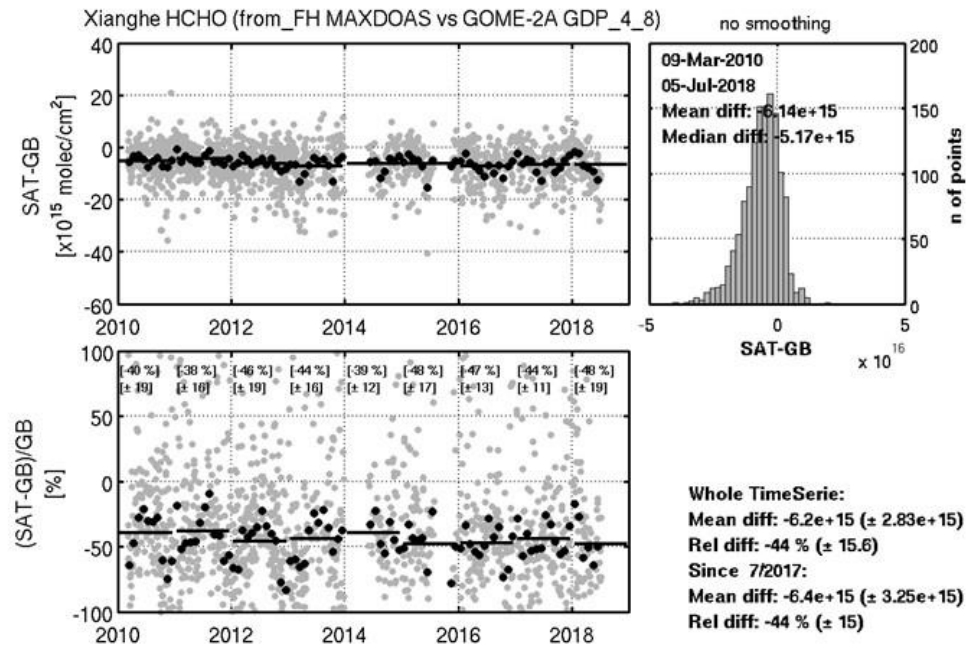 Xianghe HCHO (from_FH MAXDOAS vs GOME-2A GDP_4_8)
no smoothing
SAT-GB
[x10^15 molec/cm^2]
40
20
0
-20
-40
-60
2010 2012 2014 2016 2018
09-Mar-2010
05-Jul-2018
Mean diff: -6.14e+15
Median diff: -5.17e+15
200
150
100
50
0
n of points
-5 0 5
SAT-GB
x 10^16
(SAT-GB)/GB
[%]
100
50
0
-50
-100
[-40 %] [-38 % ] [-46 % ] [-44 % ] [-39 % ] [-48 % ] [-47 % ] [-44 % ] [-48 % ]
[± 19] [± 16] [± 19] [± 16] [± 12] [± 17] [± 13] [± 11] [± 19]
2010 2012 2014 2016 2018
Whole TimeSerie:
Mean diff: -6.2e+15 (± 2.83e+15)
Rel diff: -44 % (± 15.6)
Since 7/2017:
Mean diff: -6.4e+15 (± 3.25e+15)
Rel diff: -44 % (± 15)